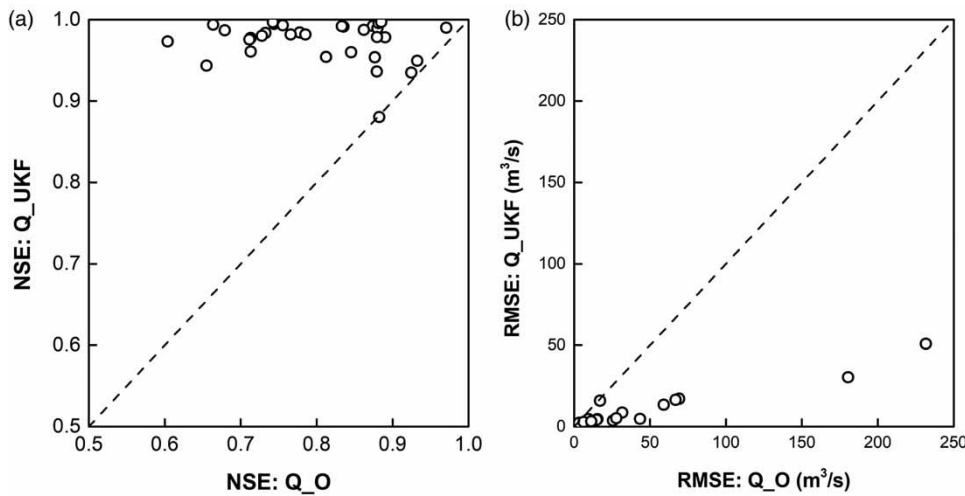 (a)
1.0
0.9
0.8
0.7
0.6
0.5
NSE: Q_UKF
0.5 0.6 0.7 0.8 0.9 1.0
NSE: Q_O
(b)
250
200
150
100
50
0
RMSE: Q_UKF (m³/s)
0 50 100 150 200 250
RMSE: Q_O (m³/s)